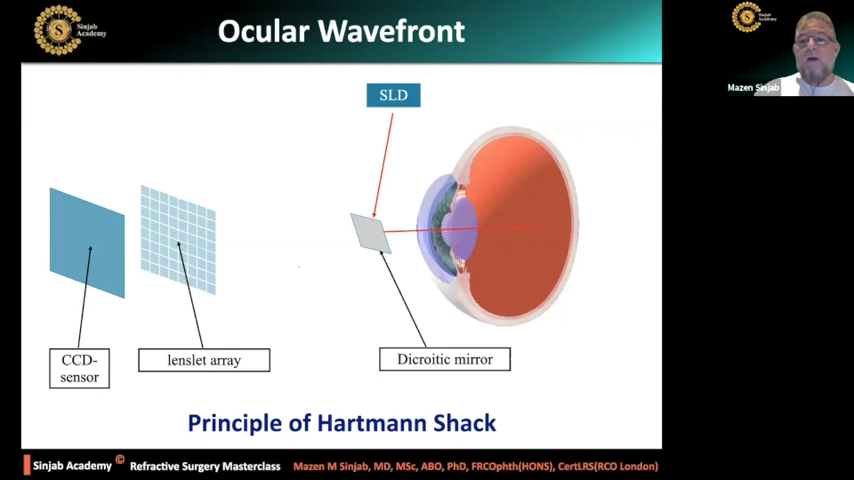 Sinjab
Academy
Ocular Wavefront
Sinjab
Academy
Mazen Sinjab
SLD
CCD-
sensor
lenslet array
Dicroitic mirror
Principle of Hartmann Shack
Sinjab Academy © Refractive Surgery Masterclass Mazen M Sinjab, MD, MSc, ABO, PhD, FRCOphth(HONS), CertLRS(RCO London)